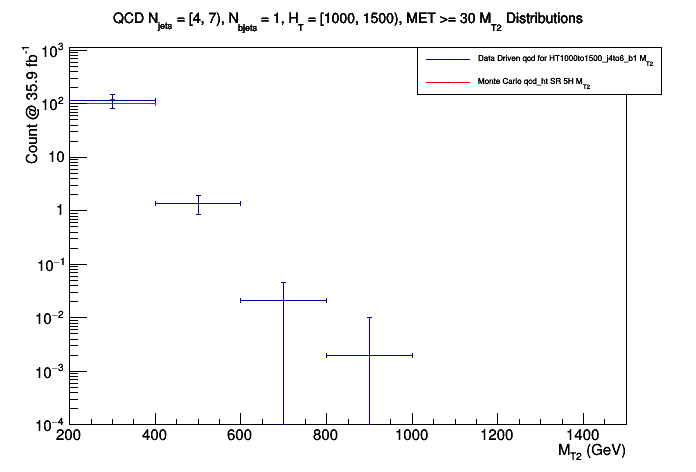 QCD N_jets = [4, 7), N_bjets = 1, H_T = [1000, 1500), MET >= 30 M_T2 Distributions
Data Driven qcd for HT1000to1500_j4to6_b1 M_T2
Monte Carlo qcd_ht SR 5H M_T2
Count @ 35.9 fb^-1
10^3
10^2
10
1
10^-1
10^-2
10^-3
10^-4
200 400 600 800 1000 1200 1400
M_T2 (GeV)